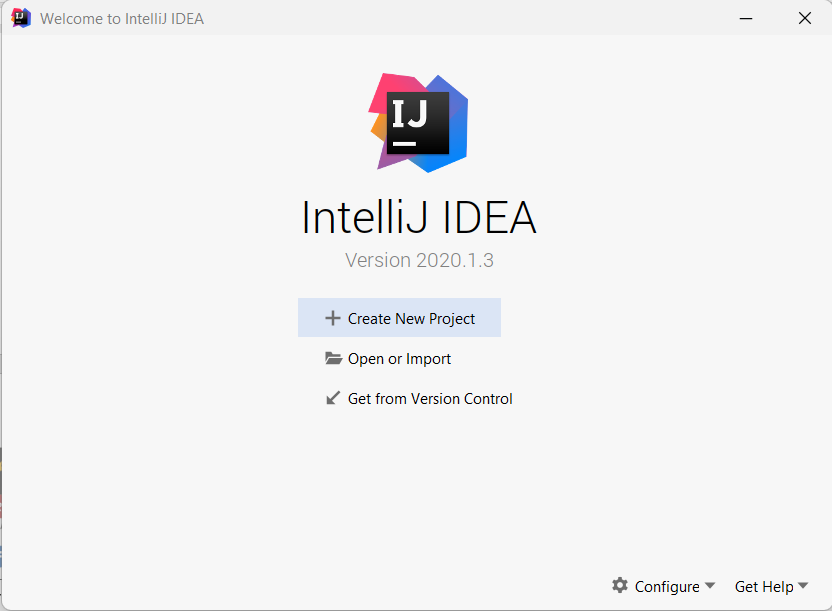 Welcome to IntelliJ IDEA
IJ
IntelliJ IDEA
Version 2020.1.3
Create New Project
Open or Import
Get from Version Control
Configure
Get Help